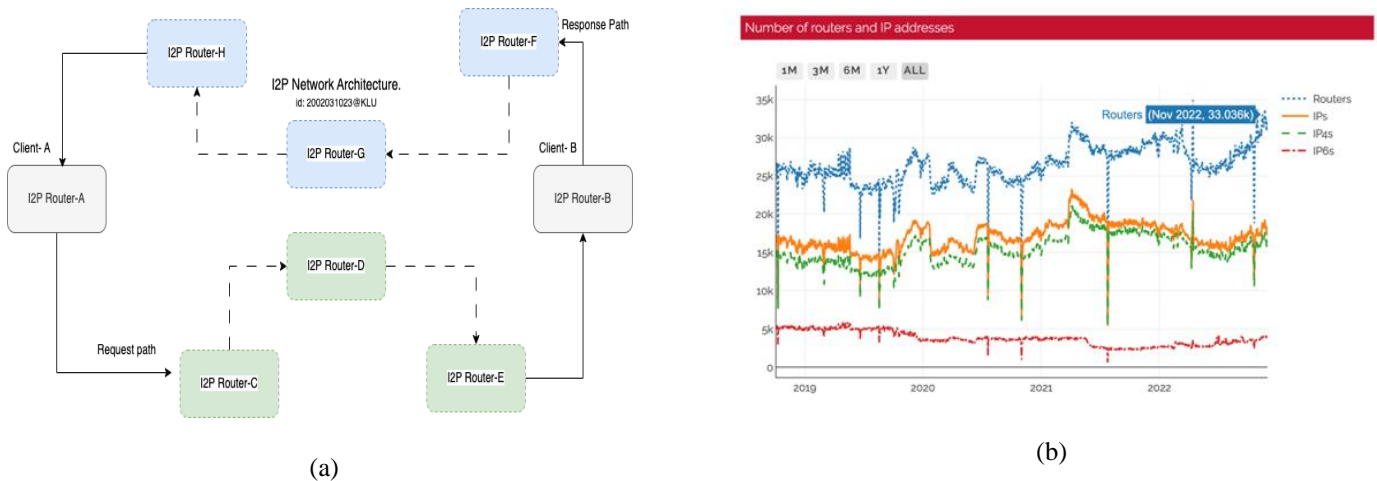 I2P Router-H
I2P Router-F
Response Path
I2P Network Architecture.
id: 2002031023@KLU
I2P Router-G
Client- A
Client- B
I2P Router-A
I2P Router-B
I2P Router-D
Request path
I2P Router-C
I2P Router-E
(a)
Number of routers and IP addresses
1M 3M 6M 1Y ALL
35k
30k
25k
20k
15k
10k
5k
0
Routers (Nov 2022, 33.036k)
Routers
IPs
IP4s
IP6s
2019 2020 2021 2022
(b)